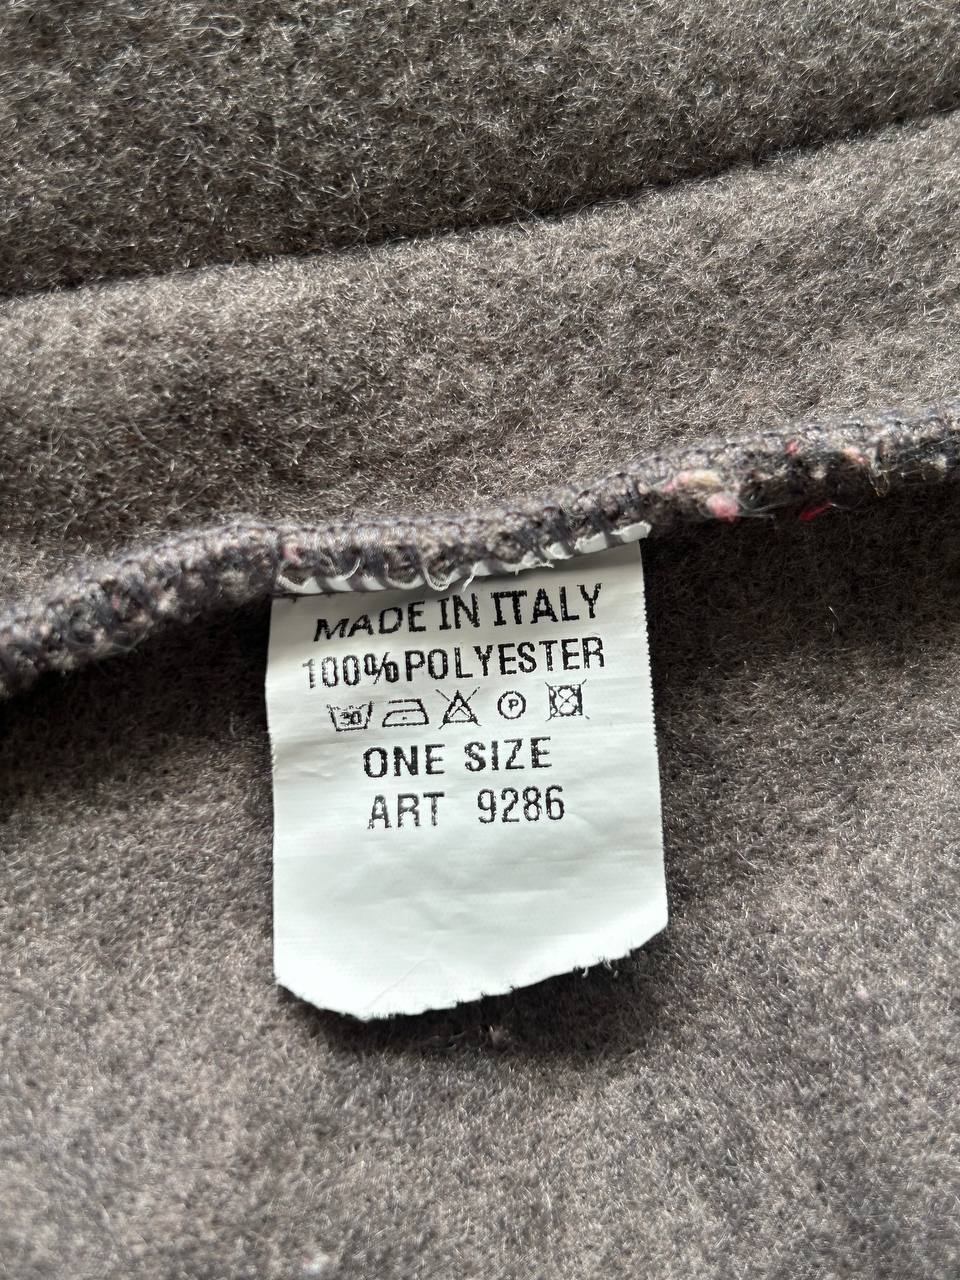 MADE IN ITALY
100% POLYESTER
30 P
ONE SIZE
ART 9286